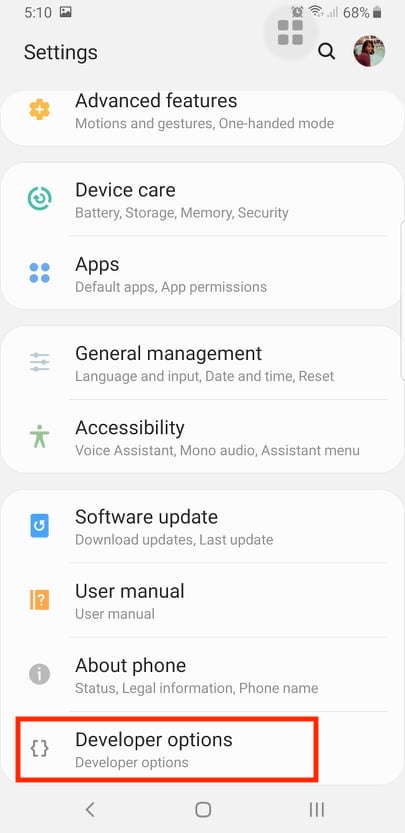 5:10 68%
Settings
Advanced features
Motions and gestures, One-handed mode
Device care
Battery, Storage, Memory, Security
Apps
Default apps, App permissions
General management
Language and input, Date and time, Reset
Accessibility
Voice Assistant, Mono audio, Assistant menu
Software update
Download updates, Last update
User manual
User manual
About phone
Status, Legal information, Phone name
Developer options
Developer options